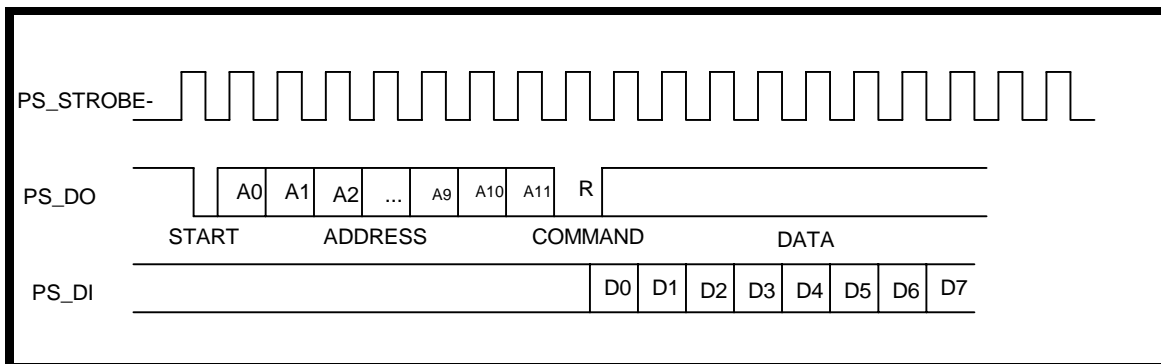 PS_STROBE-
PS_DO A0 A1 A2 ... A9 A10 A11 R
START ADDRESS COMMAND DATA
PS_DI D0 D1 D2 D3 D4 D5 D6 D7